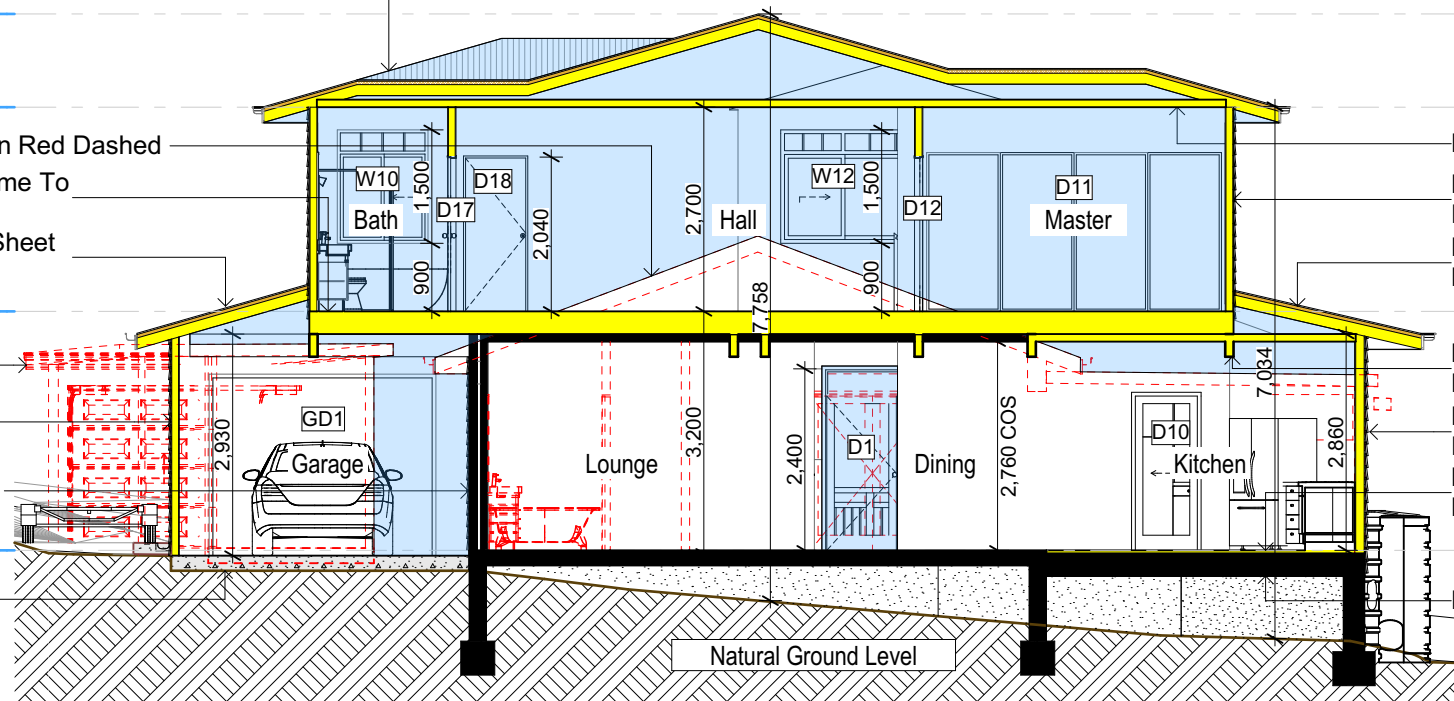 n Red Dashed
me To
Sheet
W10
D18
W12
D11
1,500
1,500
Bath
D17
Hall
D12
Master
2,040
2,700
900
900
7,758
7,034
GD1
2,930
Garage
Lounge
3,200
2,400
D1
Dining
2,760 COS
D10
Kitchen
2,860
Natural Ground Level